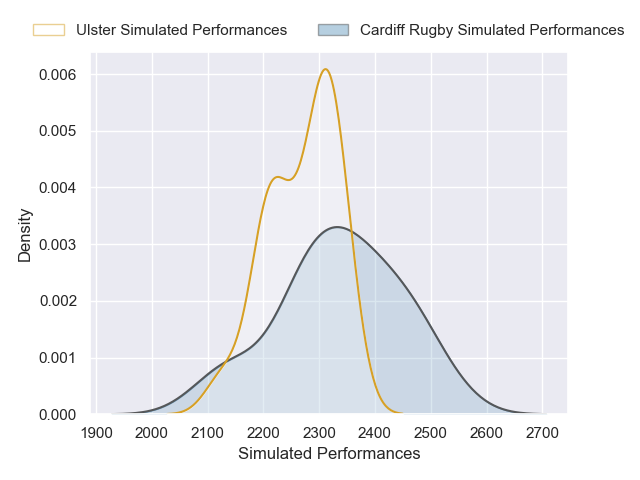 Ulster Simulated Performances
Cardiff Rugby Simulated Performances
0.006
0.005
0.004
0.003
0.002
0.001
0.000
Density
1900 2000 2100 2200 2300 2400 2500 2600 2700
Simulated Performances